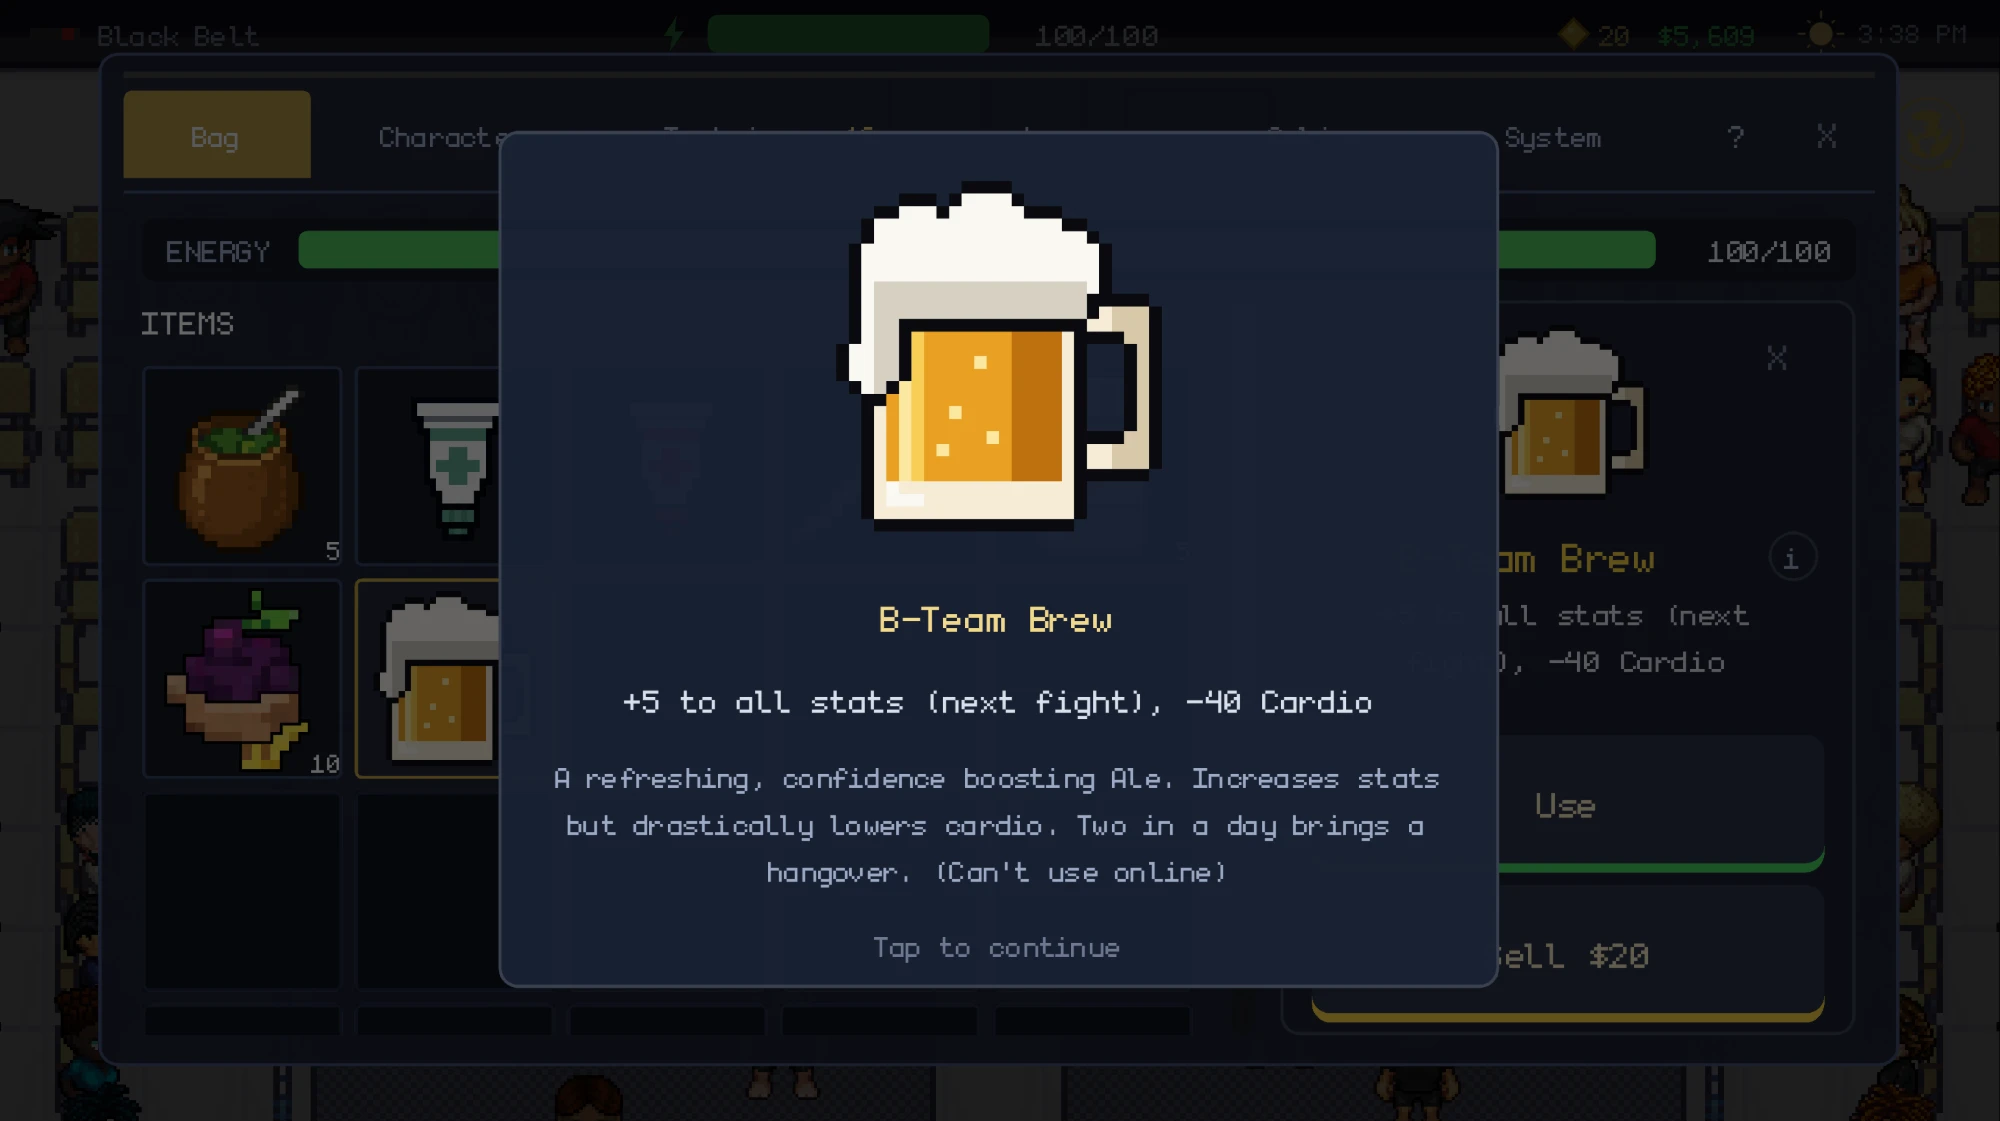 Black Belt
100/100
20
$5,609
3:38 PM
Bag
System
?
X
ENERGY
100/100
ITEMS
5
10
X
B-Team Brew
+5 to all stats (next fight), -40 Cardio
A refreshing, confidence boosting Ale. Increases stats
but drastically lowers cardio. Two in a day brings a
hangover. (Can't use online)
Tap to continue
Brew
i
stats (next
-40 Cardio
Use
$20